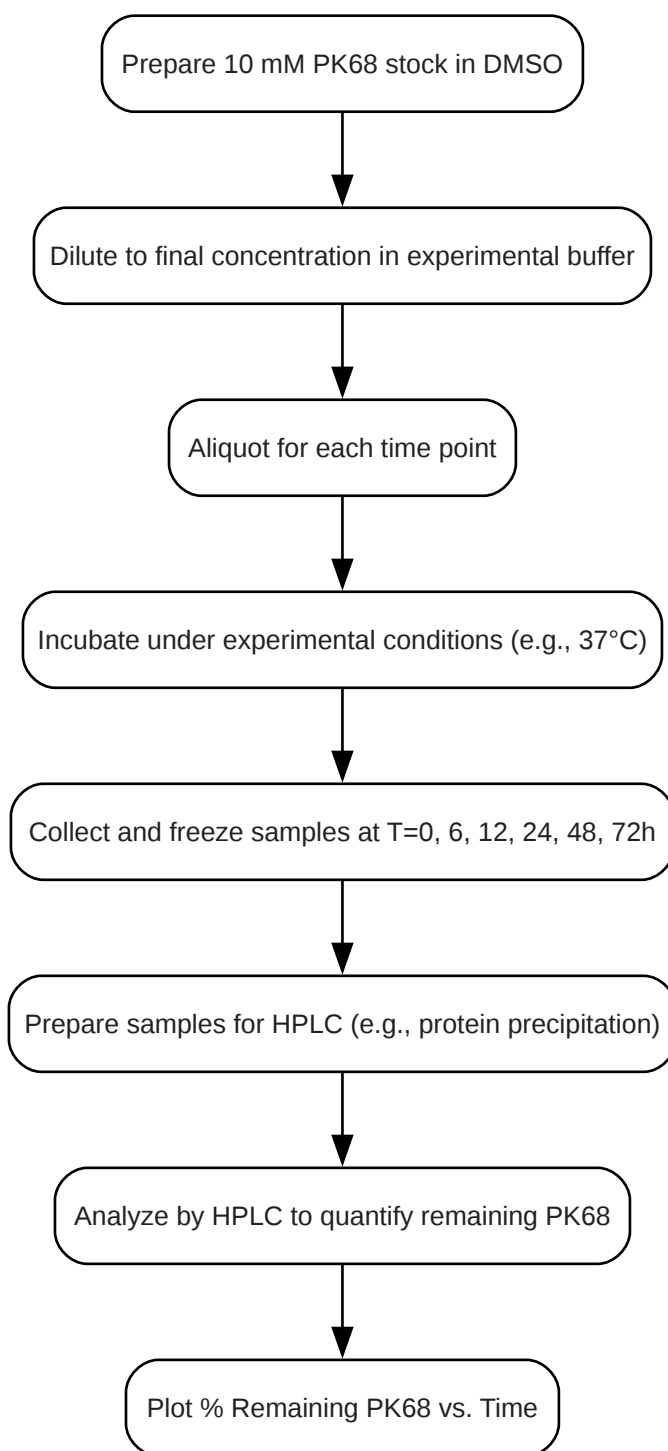 Prepare 10 mM PK68 stock in DMSO
Dilute to final concentration in experimental buffer
Aliquot for each time point
Incubate under experimental conditions (e.g., 37°C)
Collect and freeze samples at T=0, 6, 12, 24, 48, 72h
Prepare samples for HPLC (e.g., protein precipitation)
Analyze by HPLC to quantify remaining PK68
Plot % Remaining PK68 vs. Time